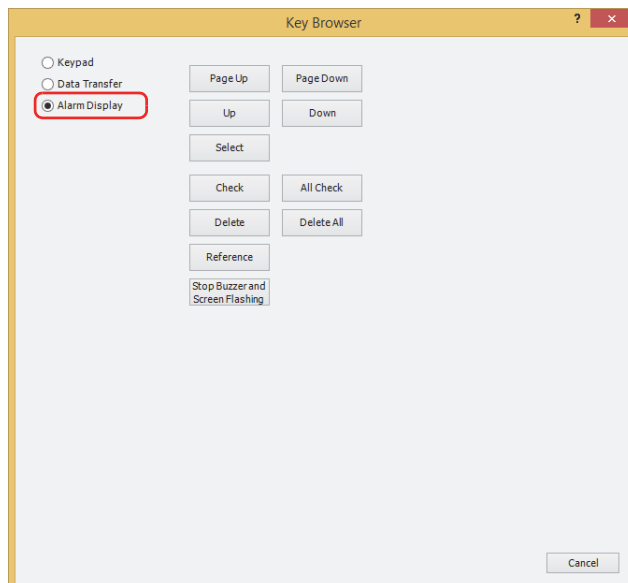 Key Browser
?
Keypad
Data Transfer
Alarm Display
Page Up
Page Down
Up
Down
Select
Check
All Check
Delete
Delete All
Reference
Stop Buzzer and
Screen Flashing
Cancel